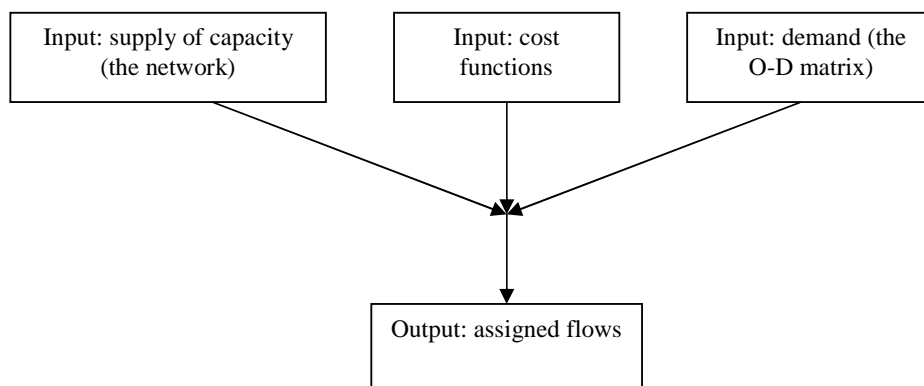 Input: supply of capacity
(the network)
Input: cost
functions
Input: demand (the
O-D matrix)
Output: assigned flows